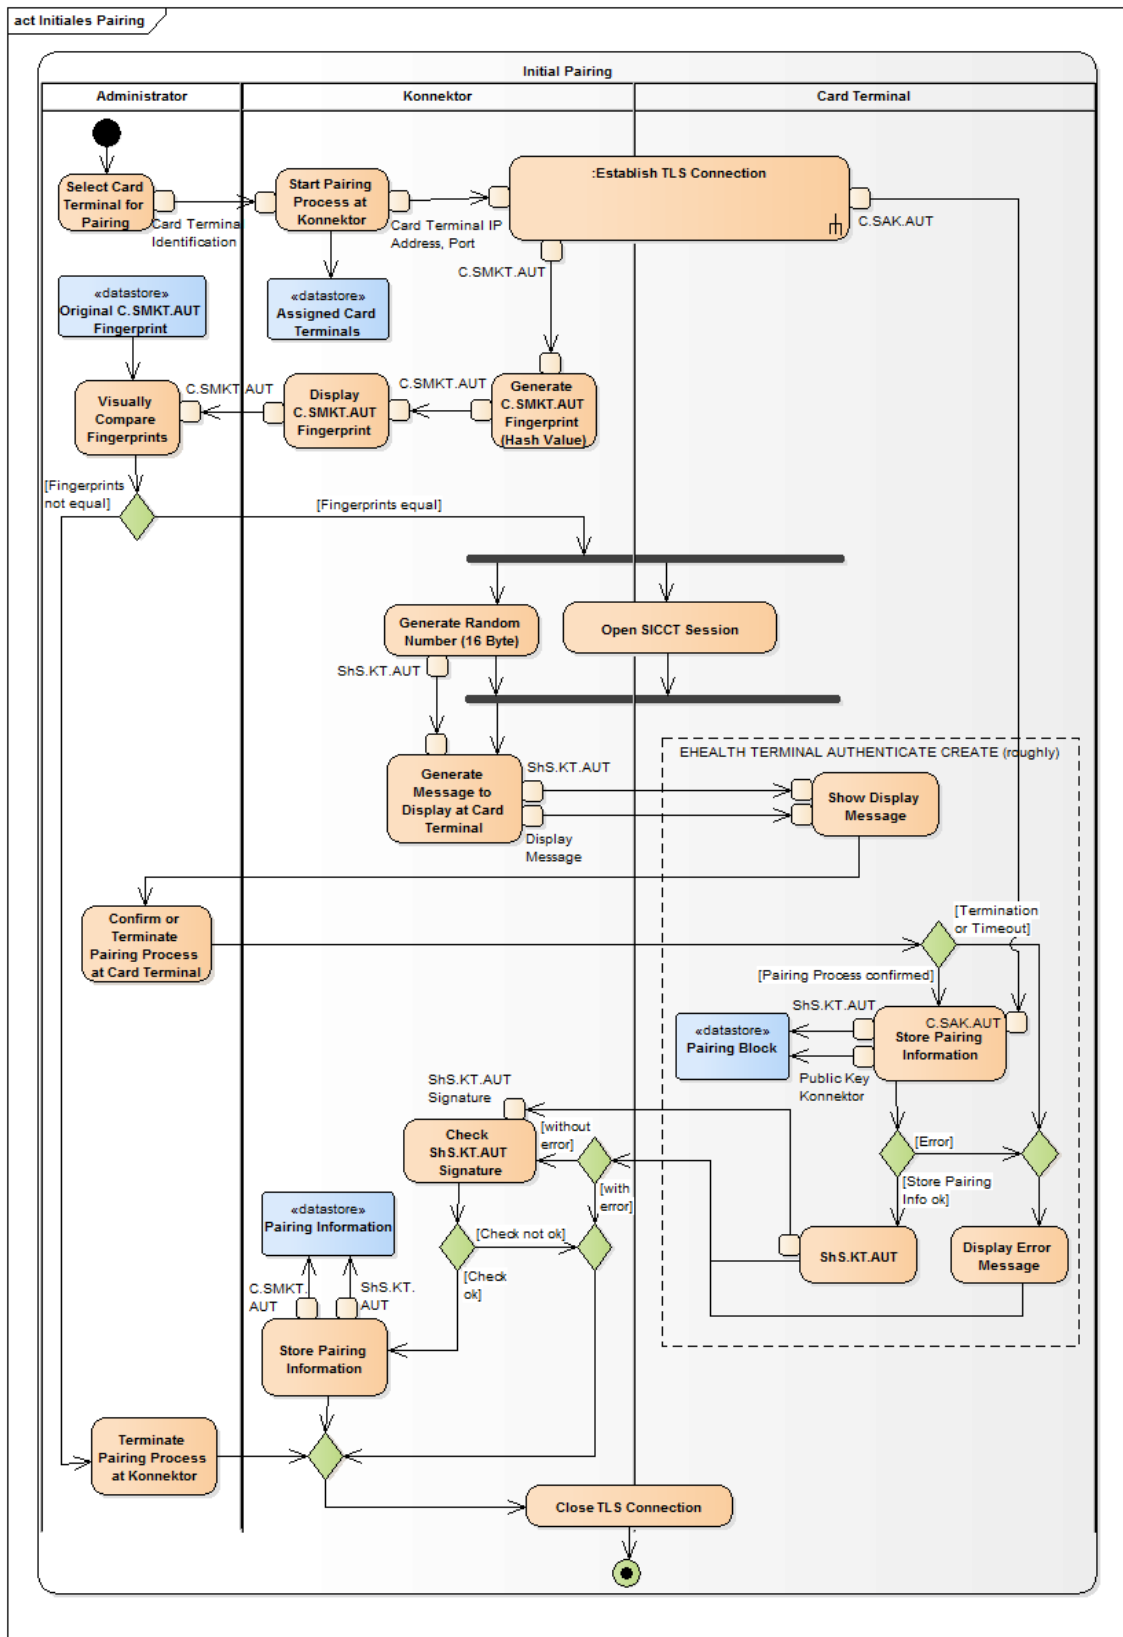 act Initiales Pairing
Initial Pairing
Administrator
Konnektor
Card Terminal
Select Card
Terminal for
Pairing
Card Terminal
Identification
Start Pairing
Process at
Konnektor
Card Terminal IP
Address, Port
:Establish TLS Connection
C.SAK.AUT
C.SMKT.AUT
«datastore»
Original C.SMKT.AUT
Fingerprint
«datastore»
Assigned Card
Terminals
Visually
Compare
Fingerprints
C.SMKT.AUT
Display
C.SMKT.AUT
Fingerprint
C.SMKT.AUT
Generate
C.SMKT.AUT
Fingerprint
(Hash Value)
[Fingerprints
not equal]
[Fingerprints equal]
Generate Random
Number (16 Byte)
Open SICCT Session
ShS.KT.AUT
Generate
Message to
Display at Card
Terminal
ShS.KT.AUT
Display
Message
EHEALTH TERMINAL AUTHENTICATE CREATE (roughly)
Show Display
Message
Confirm or
Terminate
Pairing Process
at Card Terminal
[Termination
or Timeout]
[Pairing Process confirmed]
ShS.KT.AUT
C.SAK.AUT
Store Pairing
Information
«datastore»
Pairing Block
Public Key
Konnektor
ShS.KT.AUT
Signature
[without
error]
Check
ShS.KT.AUT
Signature
[Error]
[with
error]
[Store Pairing
Info ok]
«datastore»
Pairing Information
[Check not ok]
[Check
ok]
ShS.KT.AUT
Display Error
Message
C.SMKT.
AUT
ShS.KT.
AUT
Store Pairing
Information
Terminate
Pairing Process
at Konnektor
Close TLS Connection